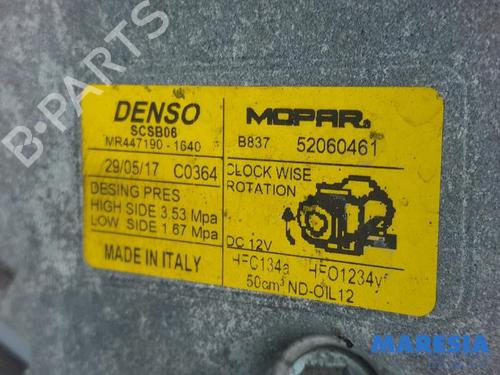 B-PARTS
DENSO
SCSB06
MR447190-1640
29/05/17 C0364
DESING PRES
HIGH SIDE 3.53 Mpa
LOW SIDE 1.67 Mpa
MADE IN ITALY
MOPAR.
B837 52060461
CLOCK WISE
ROTATION
DC 12V
HFC134a HFO1234yf
50cm³ ND-OIL12
MARESIA